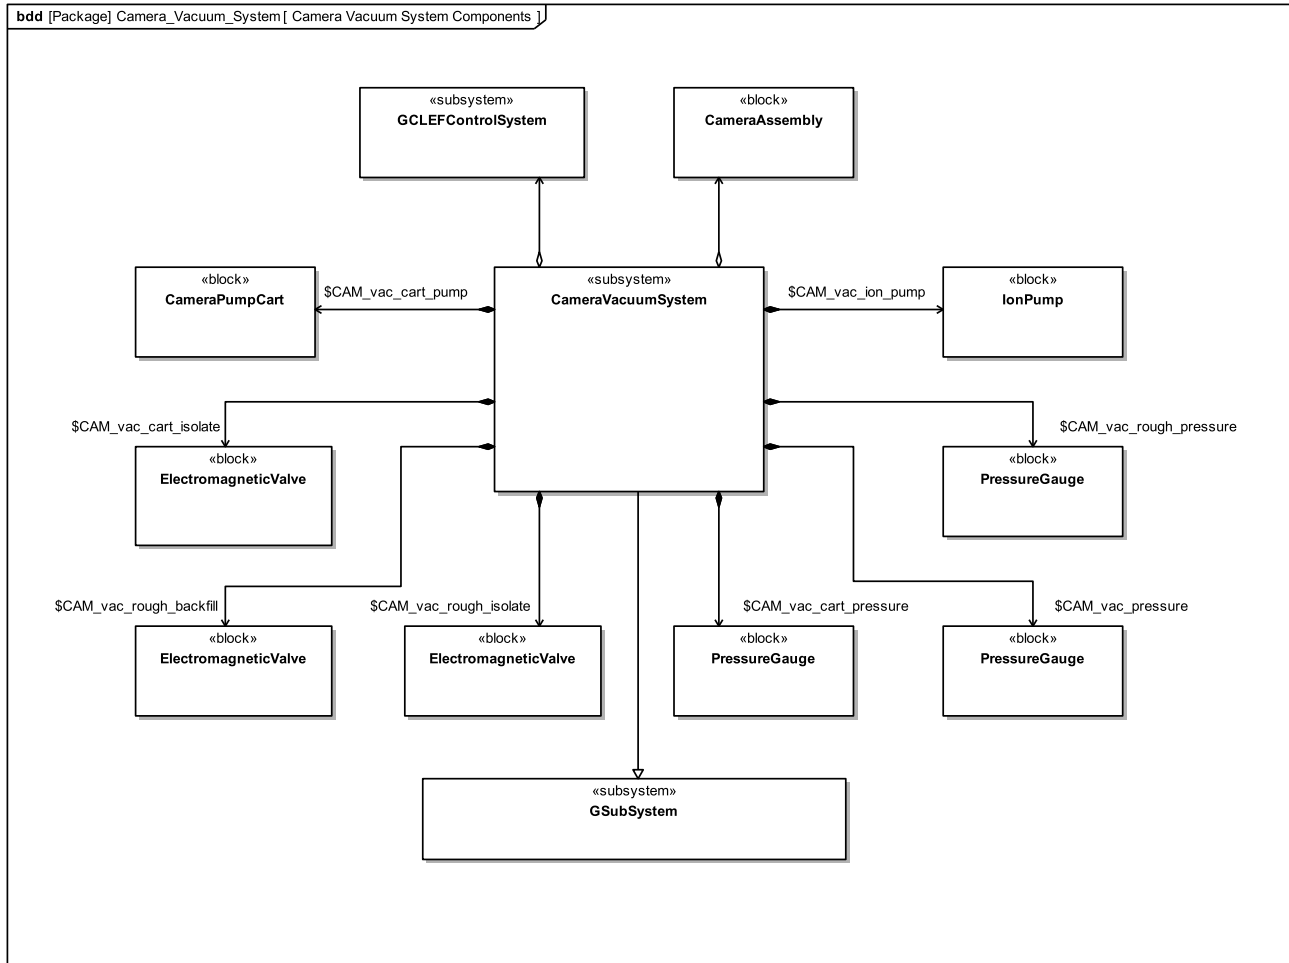 bdd [Package] Camera_Vacuum_System [ Camera Vacuum System Components ]
«subsystem»
GCLEFControlSystem
«block»
CameraAssembly
«block»
CameraPumpCart
$CAM_vac_cart_pump
«subsystem»
CameraVacuumSystem
$CAM_vac_ion_pump
«block»
IonPump
$CAM_vac_cart_isolate
«block»
ElectromagneticValve
$CAM_vac_rough_pressure
«block»
PressureGauge
$CAM_vac_rough_backfill
«block»
ElectromagneticValve
$CAM_vac_rough_isolate
«block»
ElectromagneticValve
$CAM_vac_cart_pressure
«block»
PressureGauge
$CAM_vac_pressure
«block»
PressureGauge
«subsystem»
GSubSystem